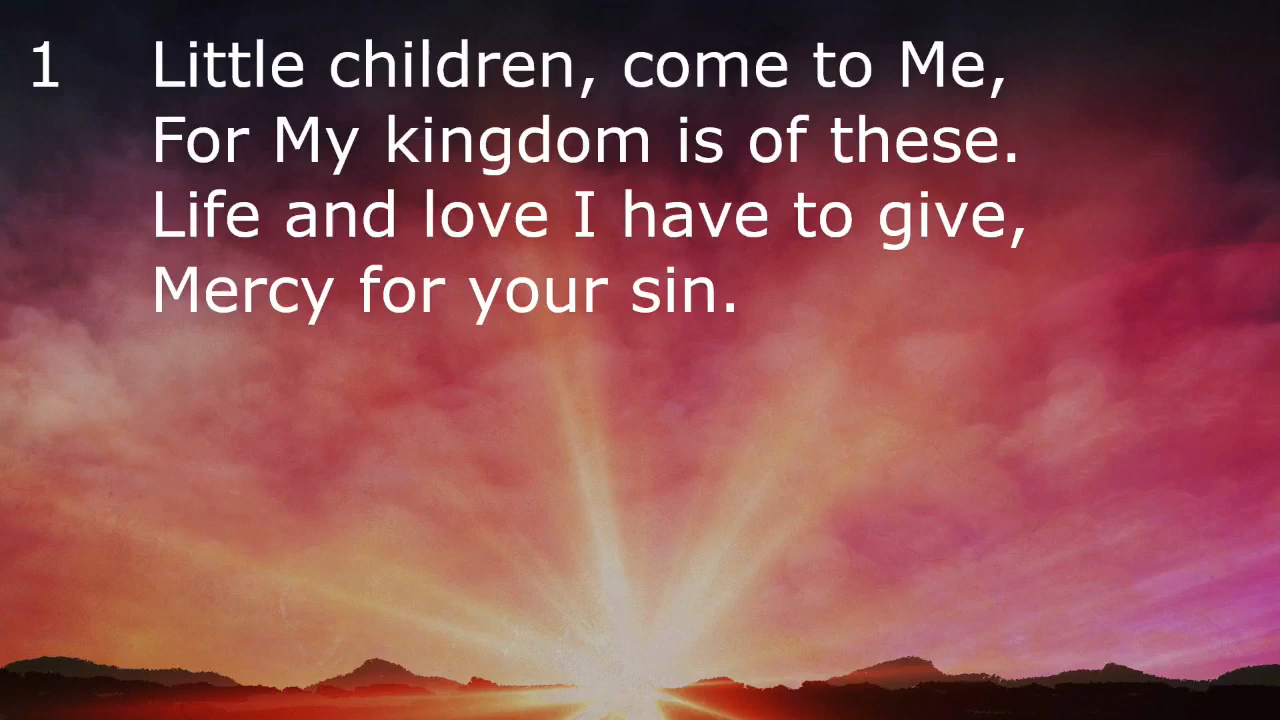 1 Little children, come to Me,
For My kingdom is of these.
Life and love I have to give,
Mercy for your sin.